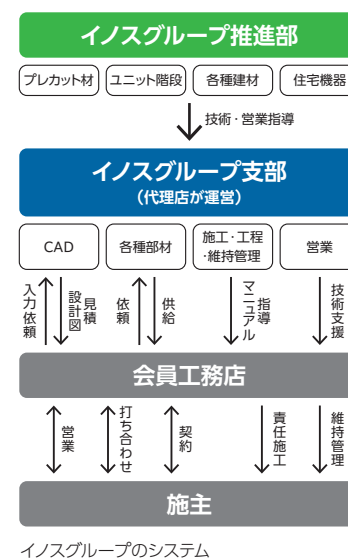 イノスグループ推進部
プレカット材
ユニット階段
各種建材
住宅機器
技術・営業指導
イノスグループ支部
(代理店が運営)
CAD
各種部材
施工・工程
・維持管理
営業
入力依頼
見積
設計図
依頼
供給
指導
マニュアル
技術支援
会員工務店
営業
打ち合わせ
契約
責任施工
維持管理
施主
イノスグループのシステム